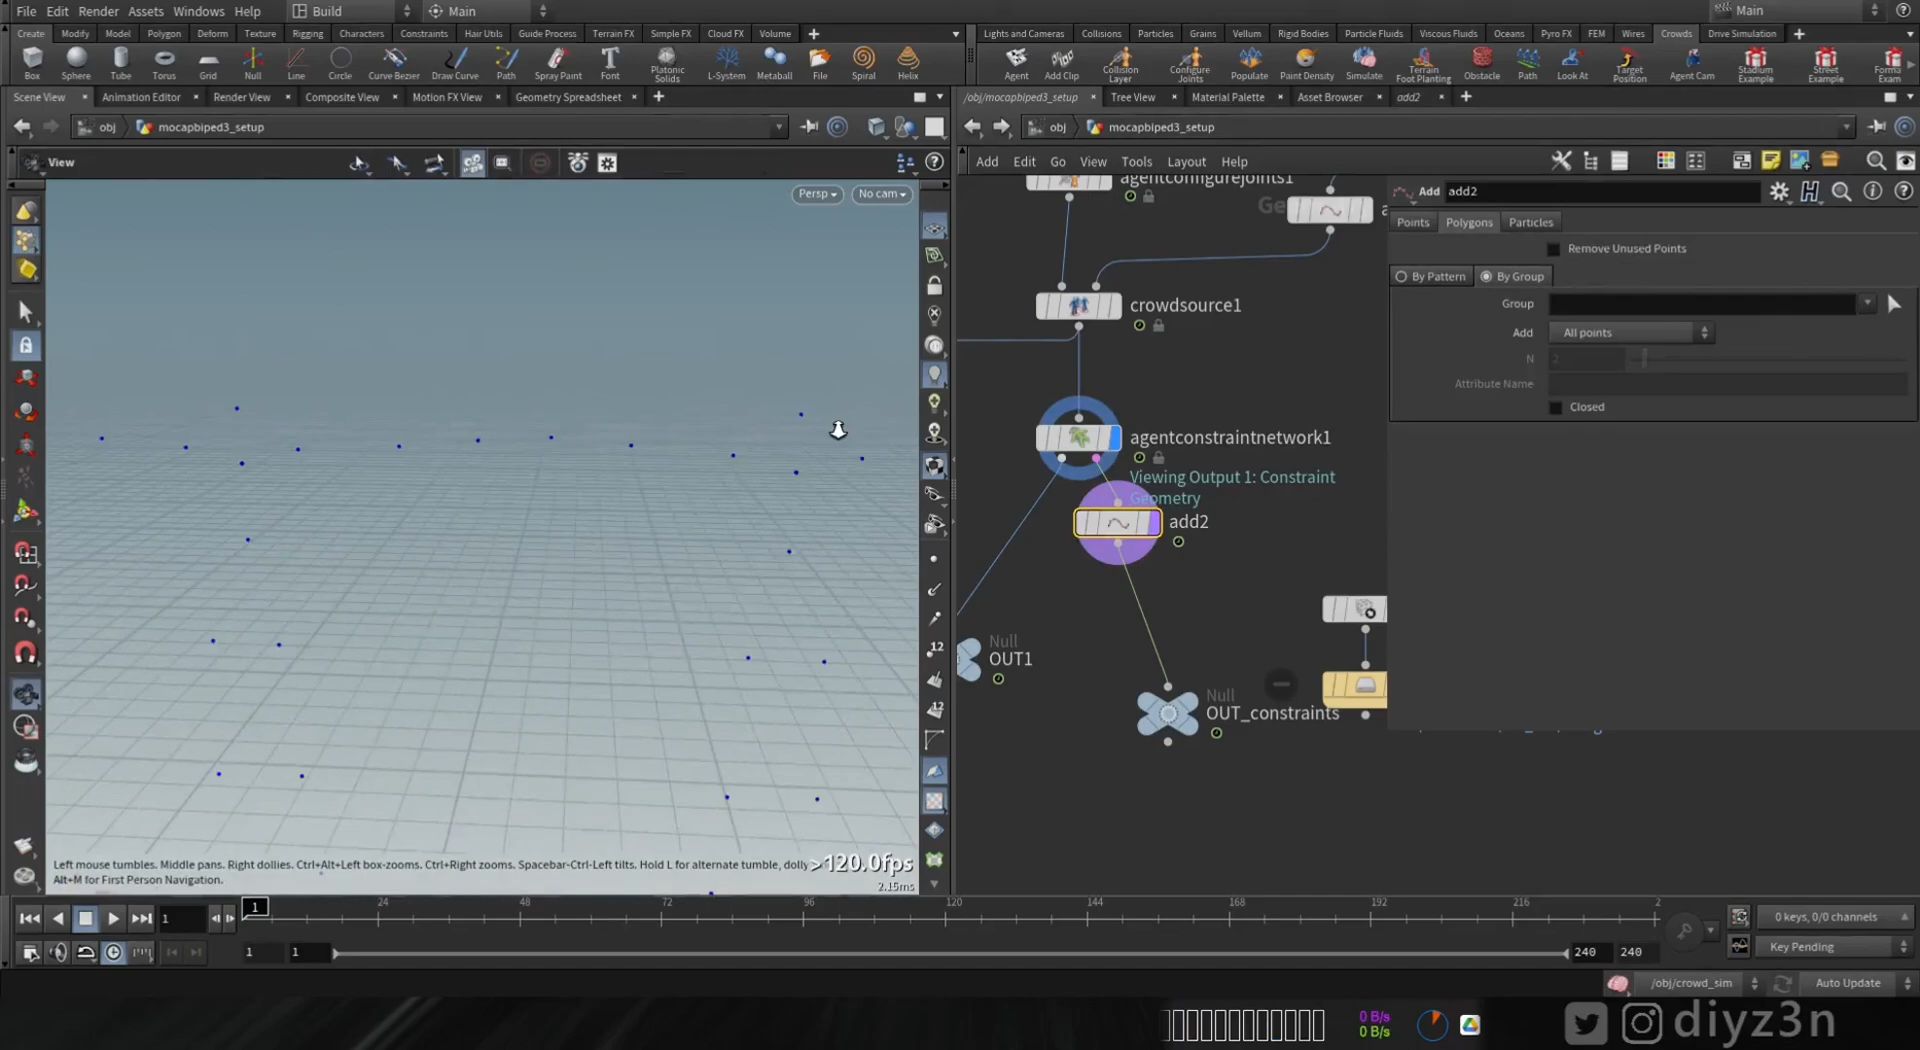 File Edit Render Assets Windows Help Build Main Main
Create Modify Model Polygon Deform Texture Rigging Characters Constraints Hair Utils Guide Process Terrain FX Simple FX Cloud FX Volume
Lights and Cameras Collisions Particles Grains Vellum Rigid Bodies Particle Fluids Viscous Fluids Oceans Pyro FX FEM Wires Crowds Drive Simulation
Box Sphere Tube Torus Grid Null Line Circle Curve Bezier Draw Curve Path Spray Paint Font Platonic Solids L-System Metaball File Spiral Helix
Agent Add Clip Collision Layer Configure Joints Populate Paint Density Simulate Terrain Foot Planting Obstacle Path Look At Target Position Agent Cam Stadium Example Street Example Forma Exam
Scene View Animation Editor Render View Composite View Motion FX View Geometry Spreadsheet
/obj/mocapbiped3_setup Tree View Material Palette Asset Browser add2
obj mocapbiped3_setup
obj mocapbiped3_setup
View
Add Edit Go View Tools Layout Help
Persp No cam
agentconfigurejoints1
Ge
a
Add add2
Points Polygons Particles
Remove Unused Points
By Pattern By Group
Group
Add All points
N 2
Attribute Name
Closed
crowdsource1
agentconstraintnetwork1
Viewing Output 1: Constraint
Geometry
add2
Null
OUT1
Null
OUT_constraints
12
12
Left mouse tumbles. Middle pans. Right dollies. Ctrl+Alt+Left box-zooms. Ctrl+Right zooms. Spacebar-Ctrl-Left tilts. Hold L for alternate tumble, dolly
Alt+M for First Person Navigation.
>120.0fps
2.15ms
1 1 24 48 72 96 120 144 168 192 216 2
0 keys, 0/0 channels
1 1 240 240
Key Pending
/obj/crowd_sim Auto Update
0 B/s
0 B/s
diyz3n